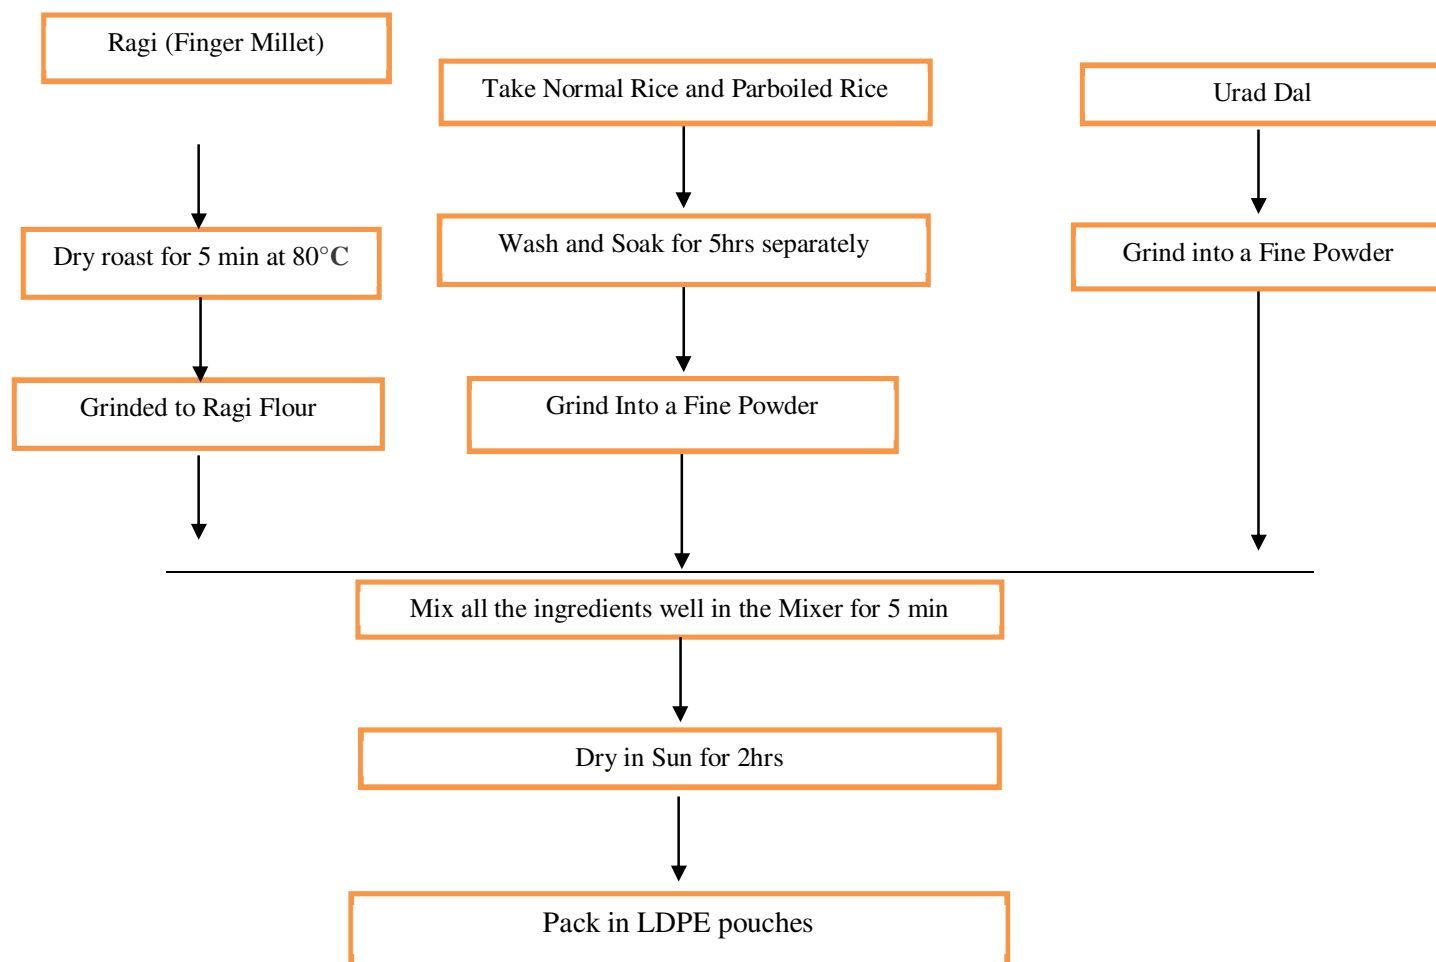 Ragi (Finger Millet)
Take Normal Rice and Parboiled Rice
Urad Dal
Dry roast for 5 min at 80°C
Wash and Soak for 5hrs separately
Grind into a Fine Powder
Grinded to Ragi Flour
Grind Into a Fine Powder
Mix all the ingredients well in the Mixer for 5 min
Dry in Sun for 2hrs
Pack in LDPE pouches